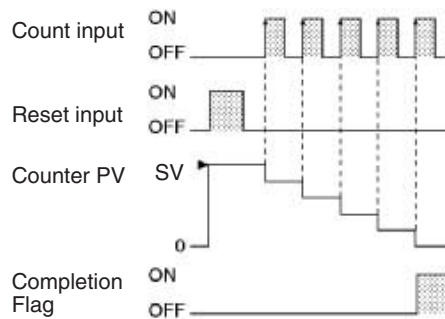 Count input ON
OFF
Reset input ON
OFF
Counter PV SV
0
Completion Flag ON
OFF